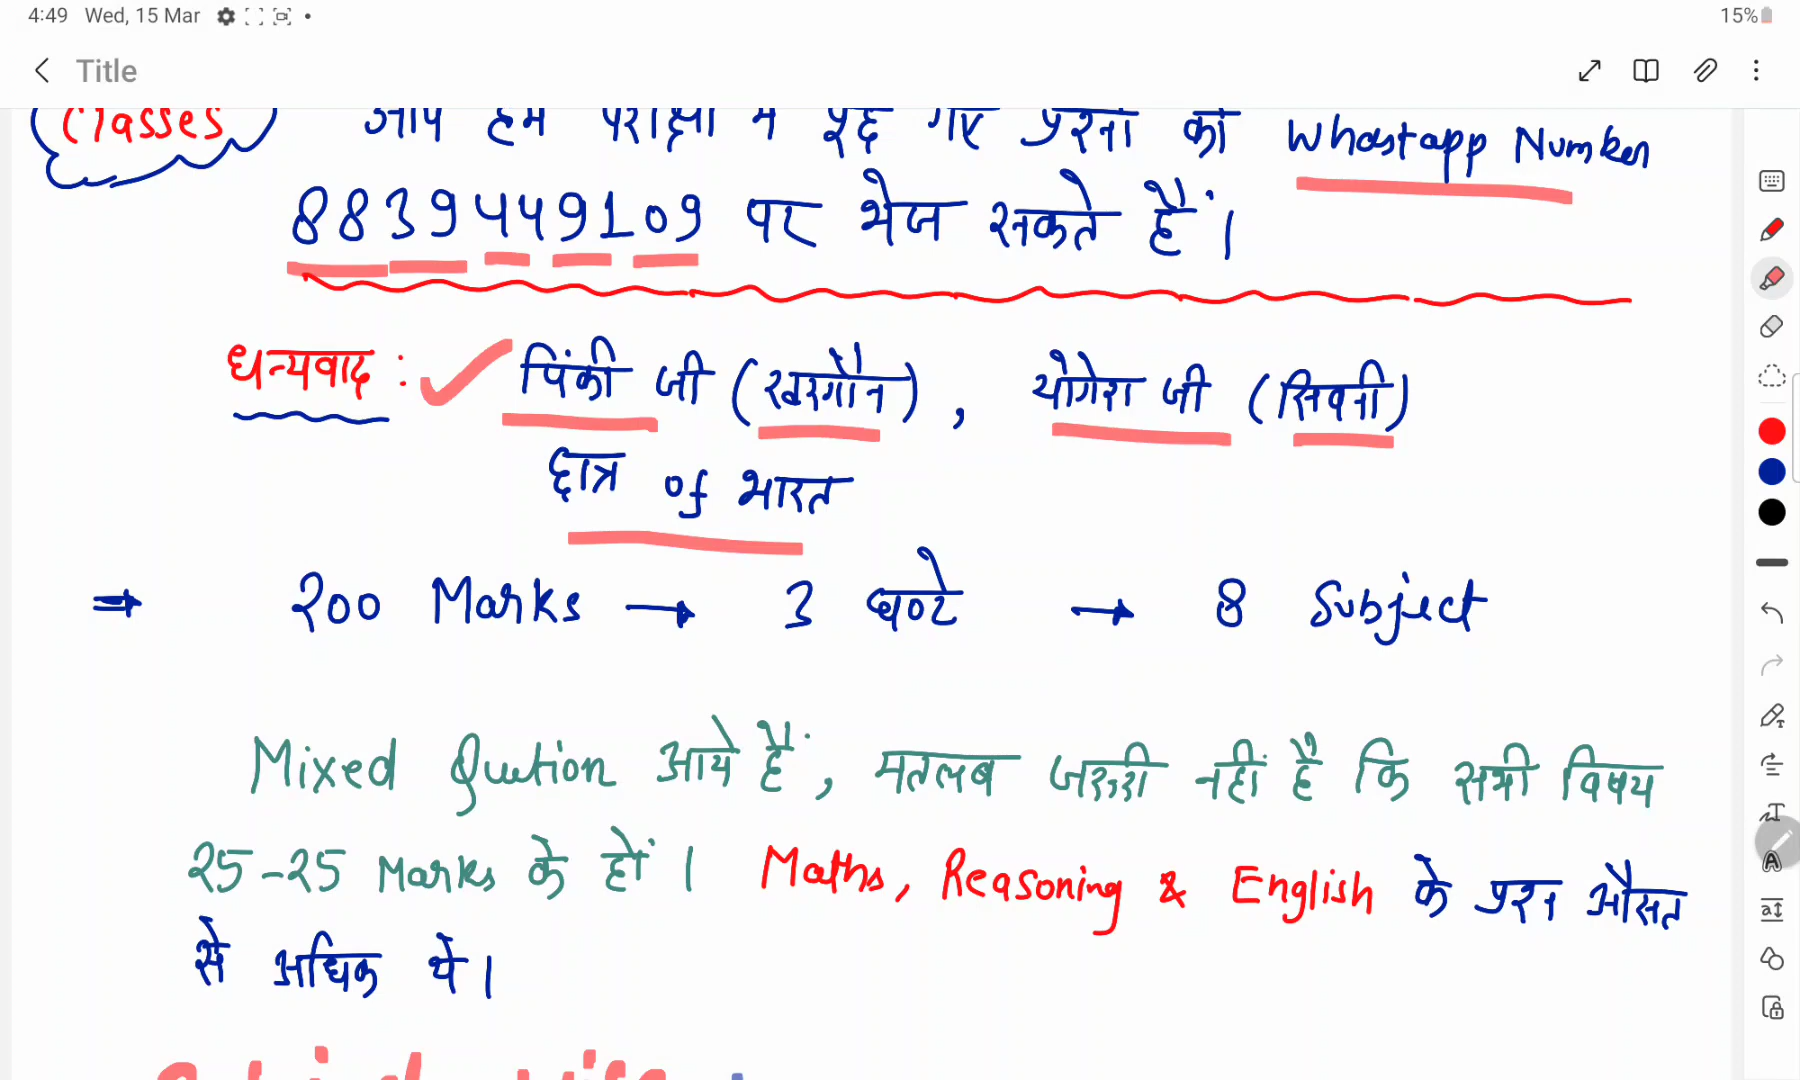 4:49 Wed, 15 Mar
15%
Title
Classes आप हमें परीक्षा में पूछे गए प्रश्नों को Whastapp Number
8839449109 पर भेज सकते हैं।
धन्यवाद : पिंकी जी (खरगौन), योगेश जी (सिवनी)
छात्र of भारत
⇒ 200 Marks → 3 घण्टे → 8 Subject
Mixed Quetion आये हैं, मतलब जरूरी नहीं है कि सभी विषय
25-25 Marks के हों। Maths, Reasoning & English के प्रश्न औसत
से अधिक थे।